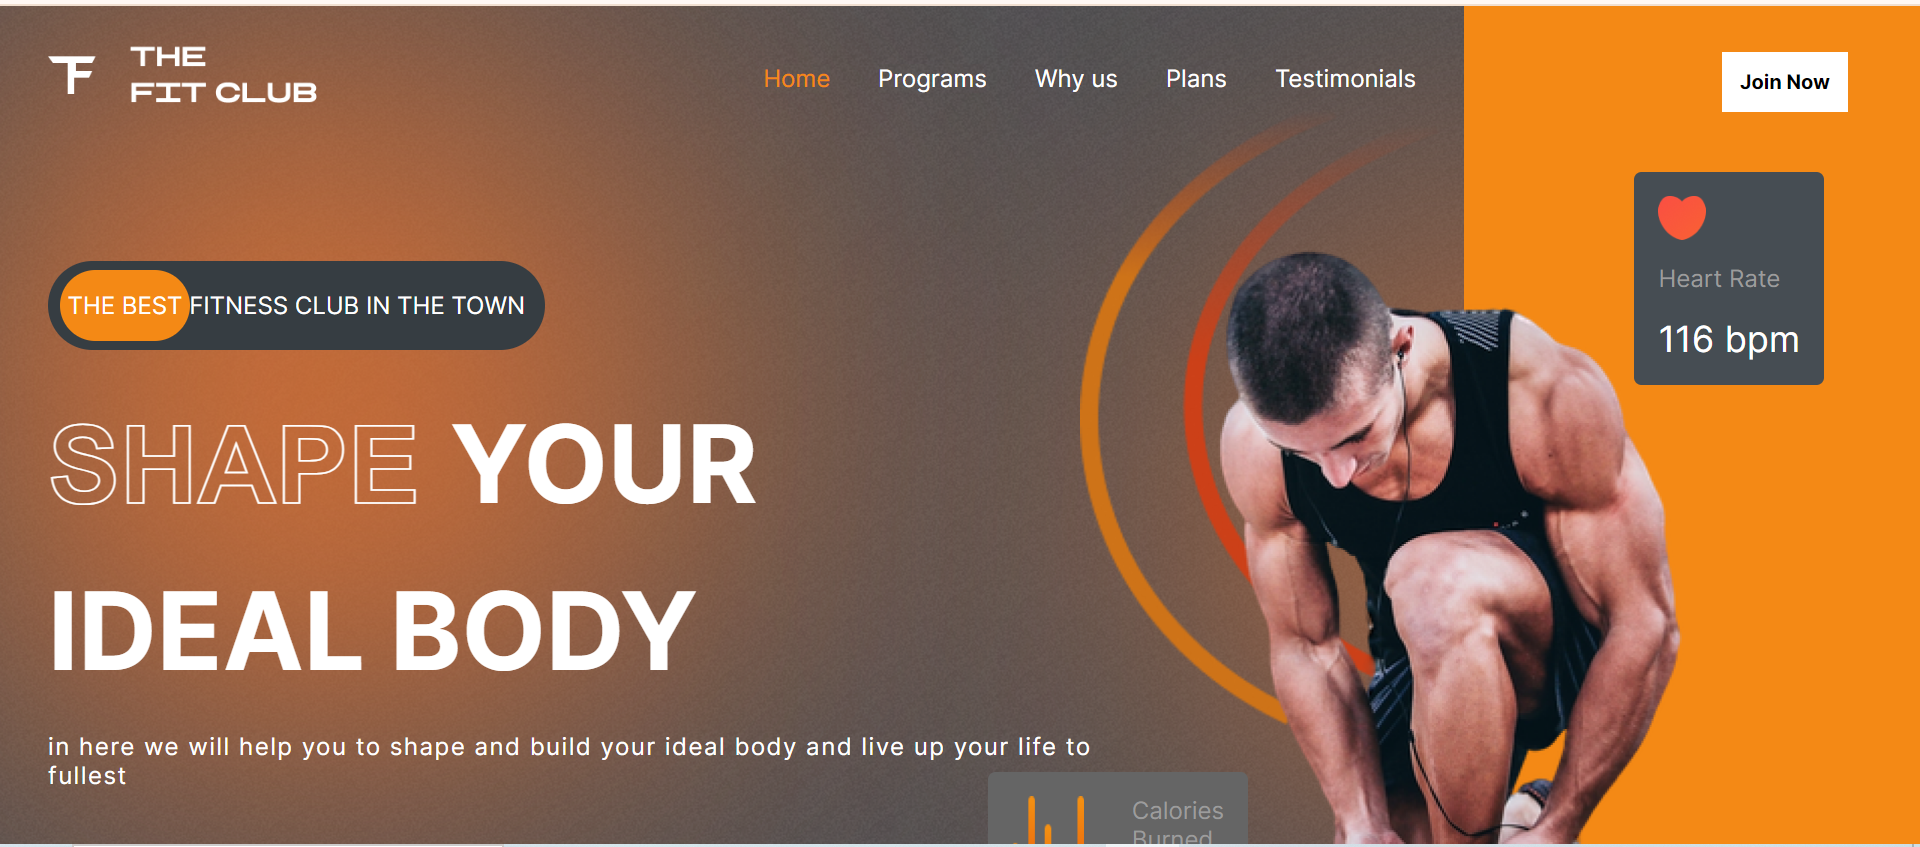 THE
FIT CLUB
Home Programs Why us Plans Testimonials
Join Now
Heart Rate
116 bpm
THE BEST FITNESS CLUB IN THE TOWN
SHAPE YOUR
IDEAL BODY
in here we will help you to shape and build your ideal body and live up your life to
fullest
Calories
Burned